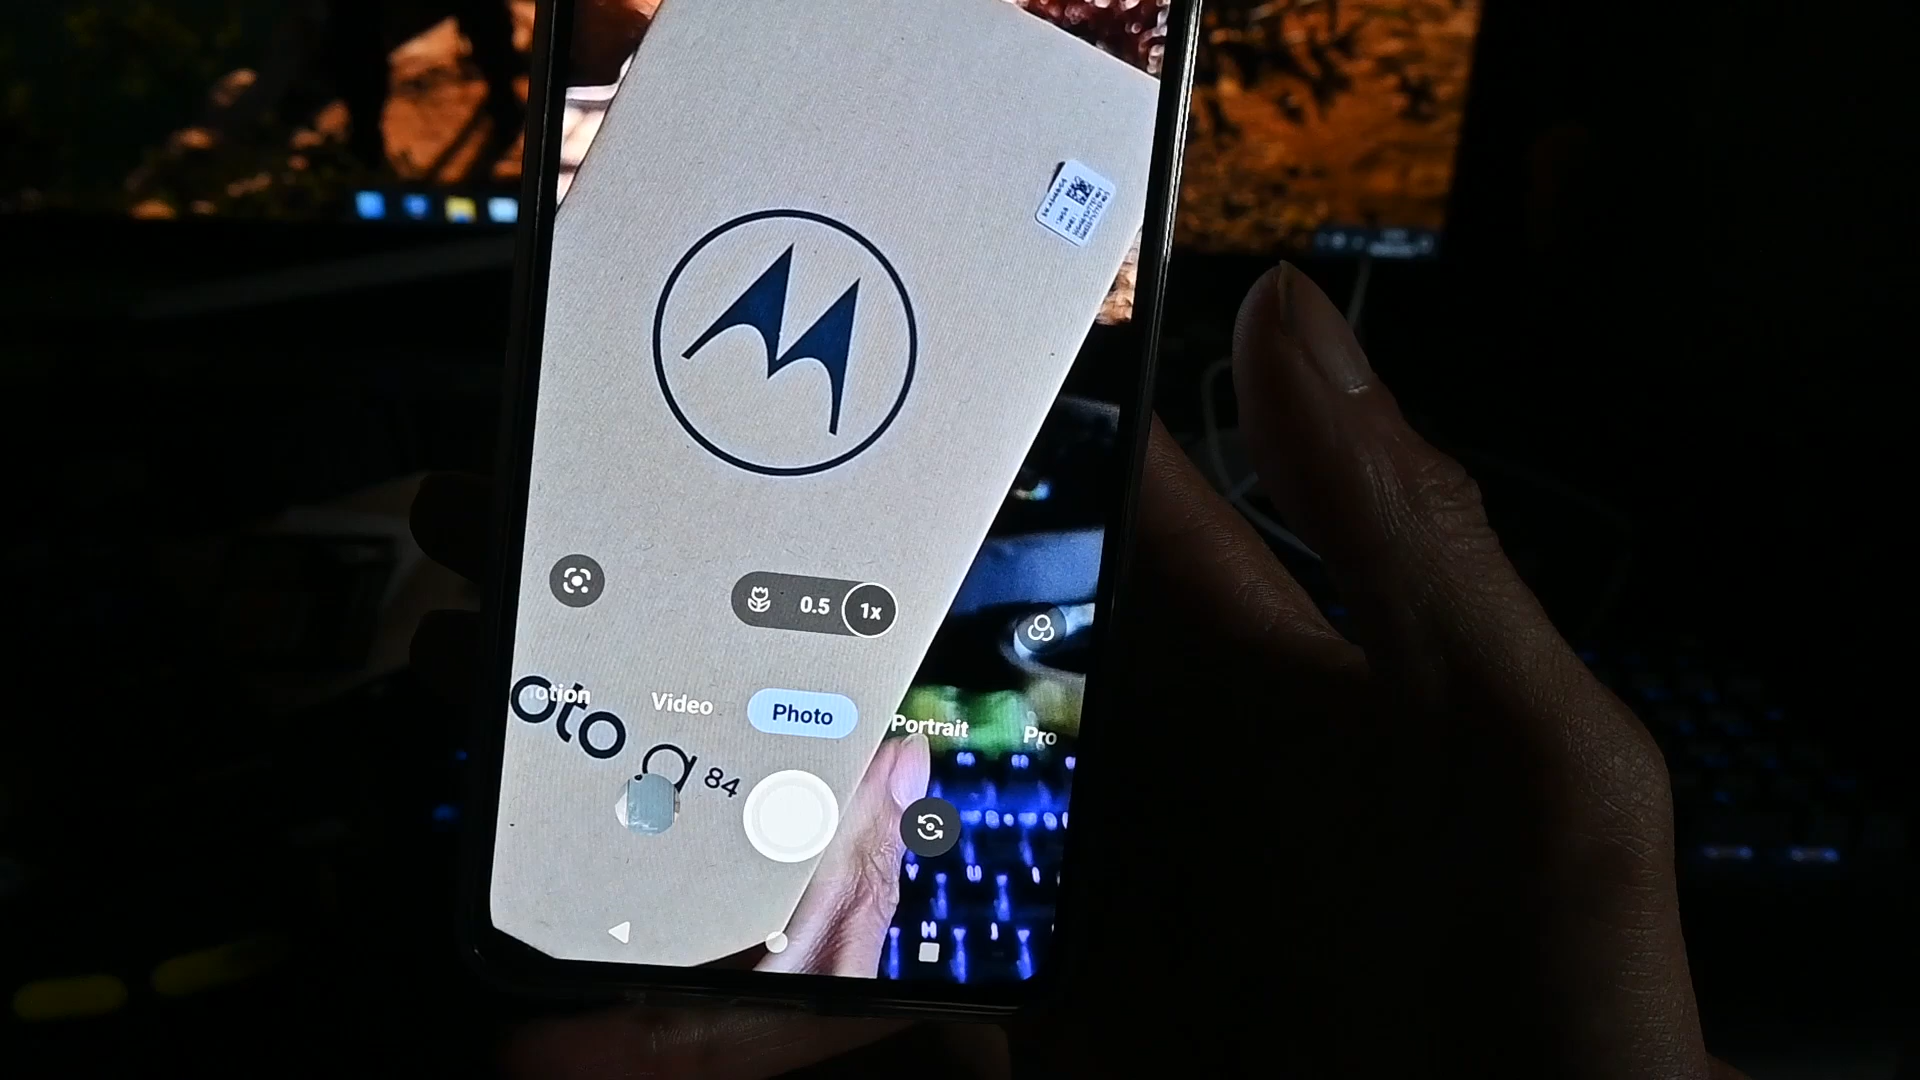 0.5 1x
otion Video Photo Portrait Pro
oto g 84
Y U I
H J